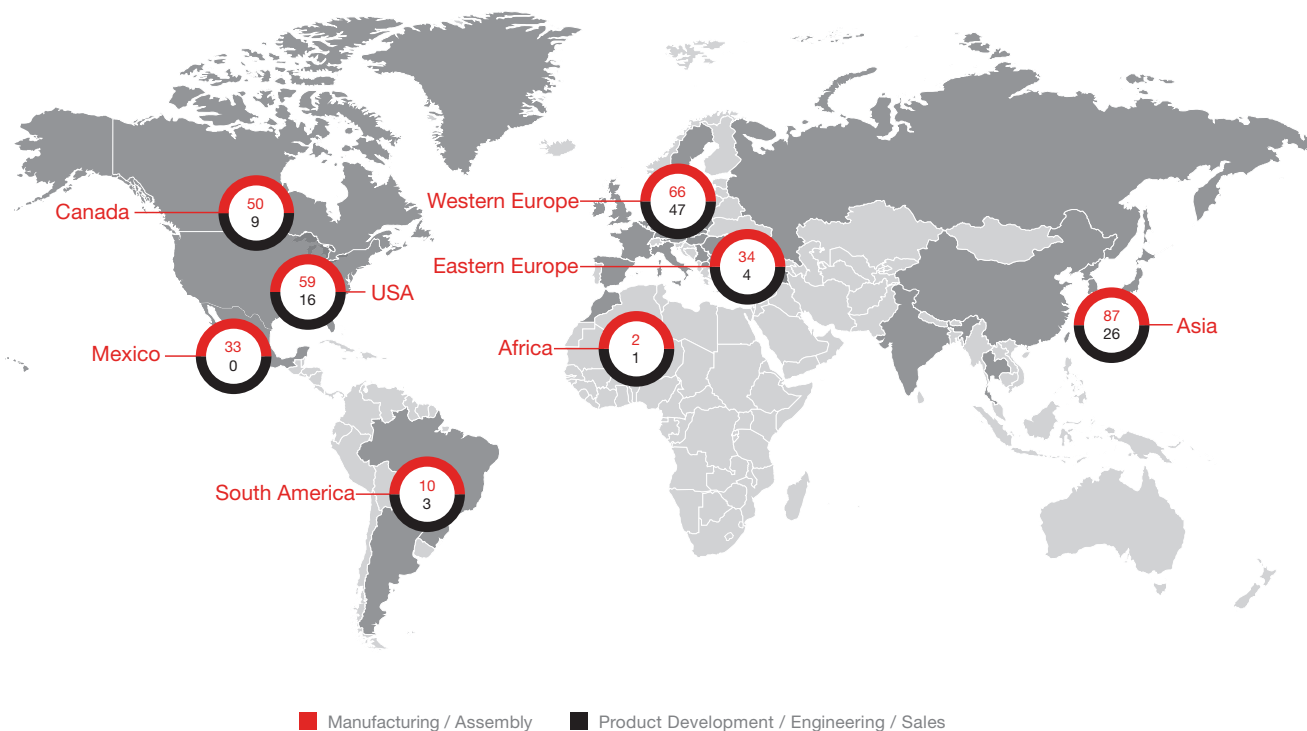 Canada
50
9
USA
59
16
Mexico
33
0
South America
10
3
Western Europe
66
47
Eastern Europe
34
4
Africa
2
1
Asia
87
26
Manufacturing / Assembly
Product Development / Engineering / Sales